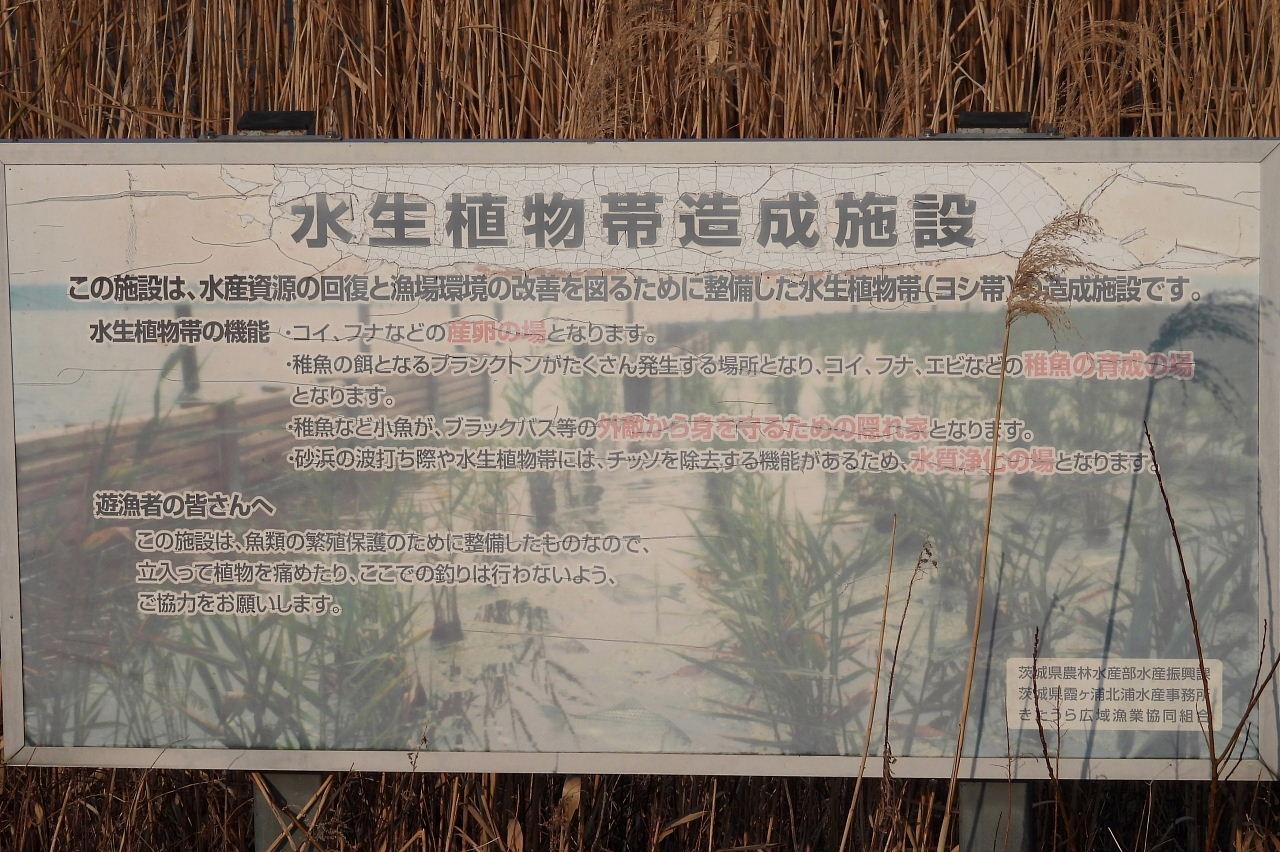 水生植物帯造成施設
この施設は、水産資源の回復と漁場環境の改善を図るために整備した水生植物帯(ヨシ帯)造成施設です。
水生植物帯の機能 ・コイ、フナなどの産卵の場となります。
・稚魚の餌となるプランクトンがたくさん発生する場所となり、コイ、フナ、エビなどの稚魚の育成の場
となります。
・稚魚など小魚が、ブラックバス等の外敵から身を守るための隠れ家となります。
・砂浜の波打ち際や水生植物帯には、チッソを除去する機能があるため、水質浄化の場となります。
遊漁者の皆さんへ
この施設は、魚類の繁殖保護のために整備したものなので、
立入って植物を痛めたり、ここでの釣りは行わないよう、
ご協力をお願いします。
茨城県農林水産部水産振興課
茨城県霞ヶ浦北浦水産事務所
きたうら広域漁業協同組合